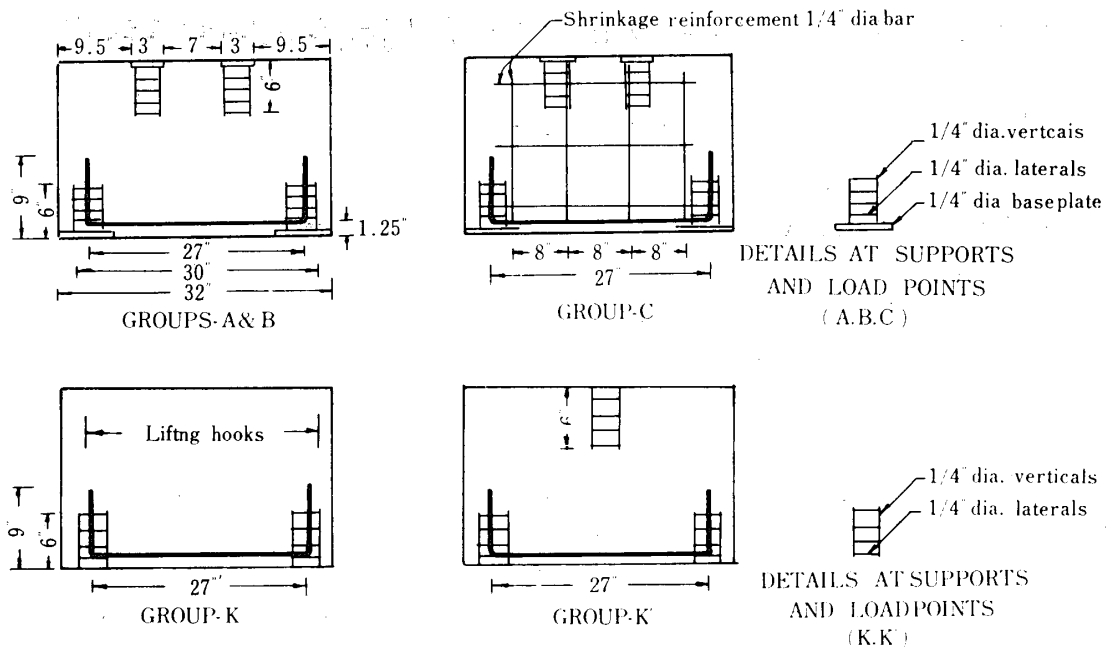 Shrinkage reinforcement 1/4" dia bar
9.5" 3" 7" 3" 9.5"
6"
9"
6"
1.25"
27"
30"
32"
GROUPS-A & B
6"
8" 8" 8"
27"
GROUP-C
1/4" dia.vertcais
1/4" dia. laterals
1/4" dia baseplate
DETAILS AT SUPPORTS
AND LOAD POINTS
( A.B.C )
Liftng hooks
9"
6"
27"'
GROUP-K
27"
GROUP-K'
1/4" dia. verticals
1/4" dia. laterals
DETAILS AT SUPPORTS
AND LOADPOINTS
(K.K')